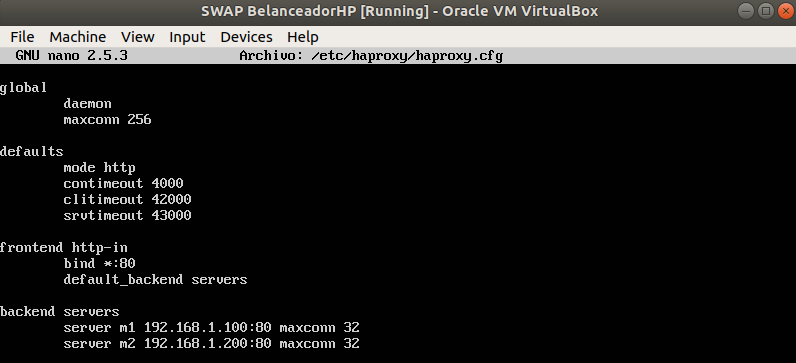 SWAP BelanceadorHP [Running] - Oracle VM VirtualBox
File Machine View Input Devices Help
GNU nano 2.5.3 Archivo: /etc/haproxy/haproxy.cfg
global
daemon
maxconn 256
defaults
mode http
contimeout 4000
clitimeout 42000
srvtimeout 43000
frontend http-in
bind *:80
default_backend servers
backend servers
server m1 192.168.1.100:80 maxconn 32
server m2 192.168.1.200:80 maxconn 32